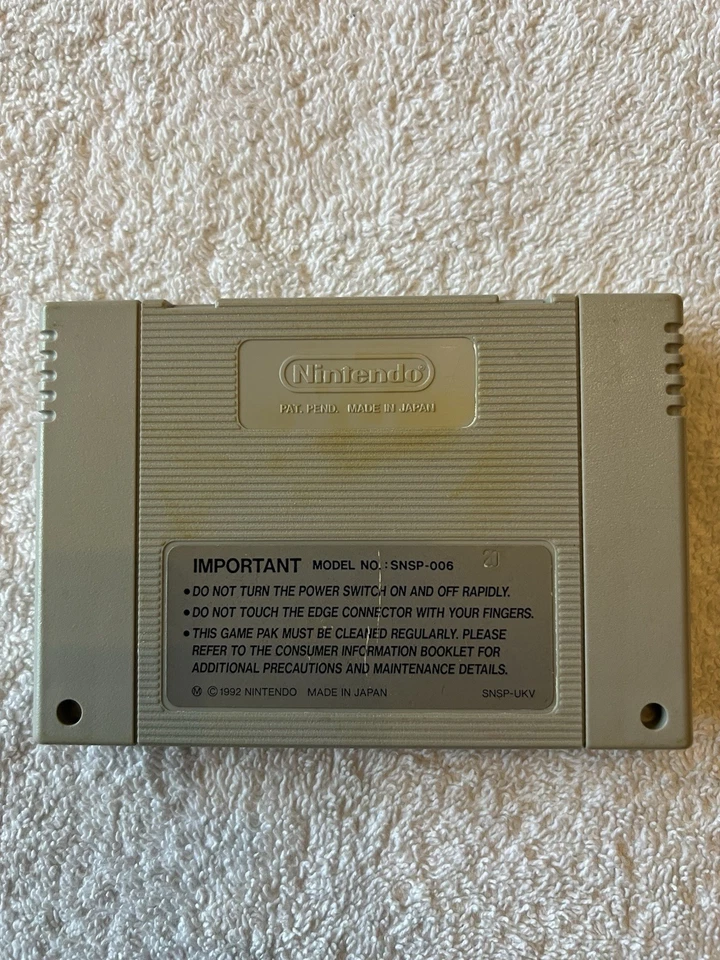 Nintendo®
PAT. PEND. MADE IN JAPAN
IMPORTANT MODEL NO.:SNSP-006 21
• DO NOT TURN THE POWER SWITCH ON AND OFF RAPIDLY.
• DO NOT TOUCH THE EDGE CONNECTOR WITH YOUR FINGERS.
• THIS GAME PAK MUST BE CLEANED REGULARLY. PLEASE
REFER TO THE CONSUMER INFORMATION BOOKLET FOR
ADDITIONAL PRECAUTIONS AND MAINTENANCE DETAILS.
Ⓜ ©1992 NINTENDO MADE IN JAPAN SNSP-UKV